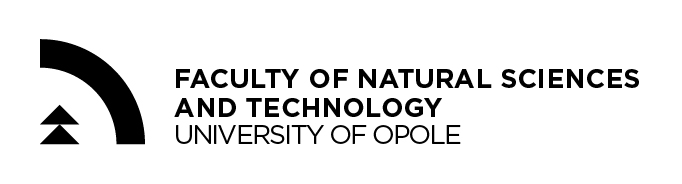 FACULTY OF NATURAL SCIENCES
AND TECHNOLOGY
UNIVERSITY OF OPOLE